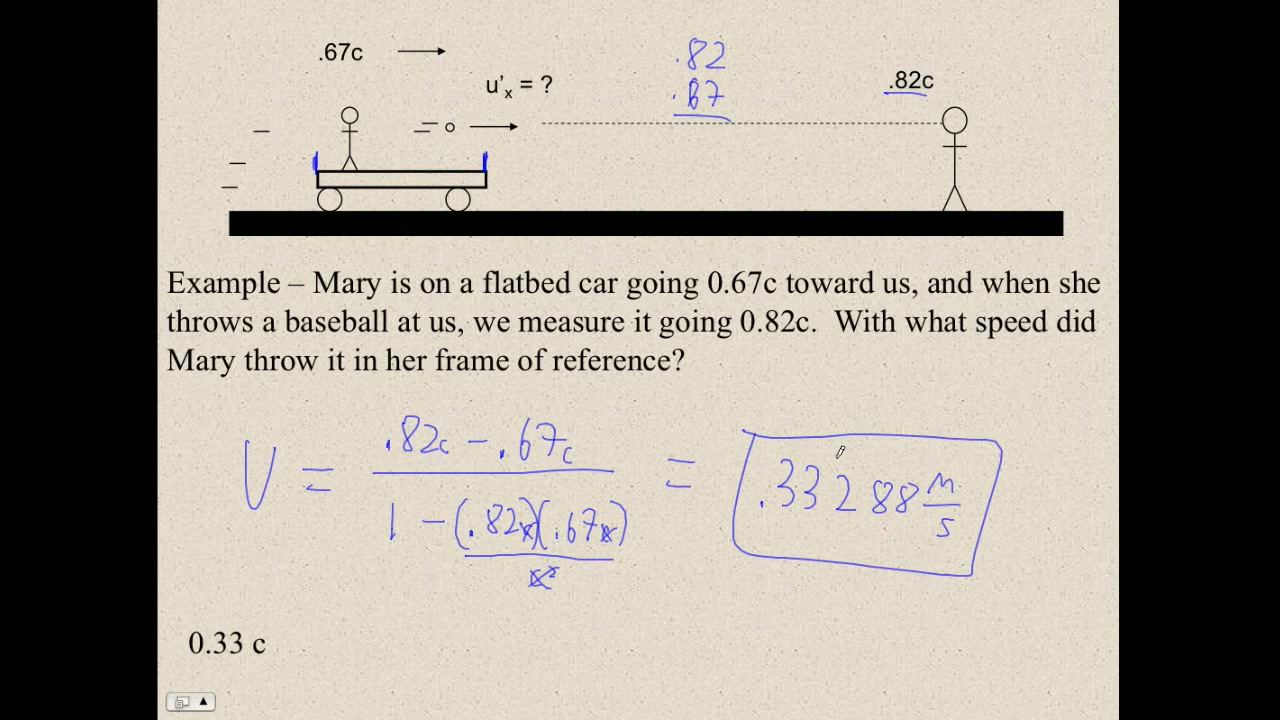 .67c
.82
u'ₓ = ?
.67
.82c
Example – Mary is on a flatbed car going 0.67c toward us, and when she
throws a baseball at us, we measure it going 0.82c. With what speed did
Mary throw it in her frame of reference?
.82c - .67c
U = = .33288 m/s
1 - (.82c)(.67c)
c²
0.33 c